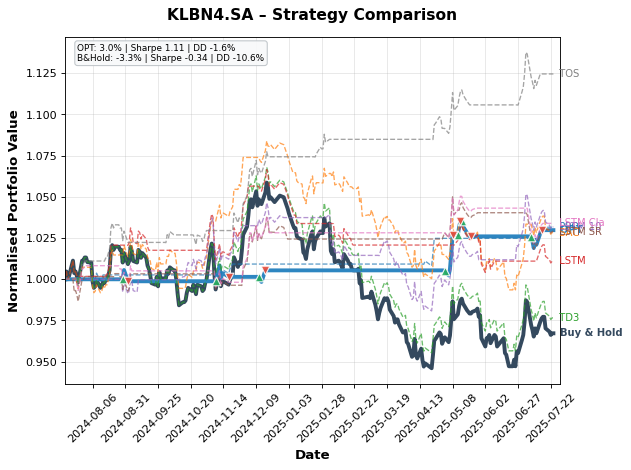 KLBN4.SA – Strategy Comparison
OPT: 3.0% | Sharpe 1.11 | DD -1.6%
B&Hold: -3.3% | Sharpe -0.34 | DD -10.6%
Normalised Portfolio Value
1.125
1.100
1.075
1.050
1.025
1.000
0.975
0.950
TOS
LSTM
TD3
Buy & Hold
2024-08-06
2024-08-31
2024-09-25
2024-10-20
2024-11-14
2024-12-09
2025-01-03
2025-01-28
2025-02-22
2025-03-19
2025-04-13
2025-05-08
2025-06-02
2025-06-27
2025-07-22
Date